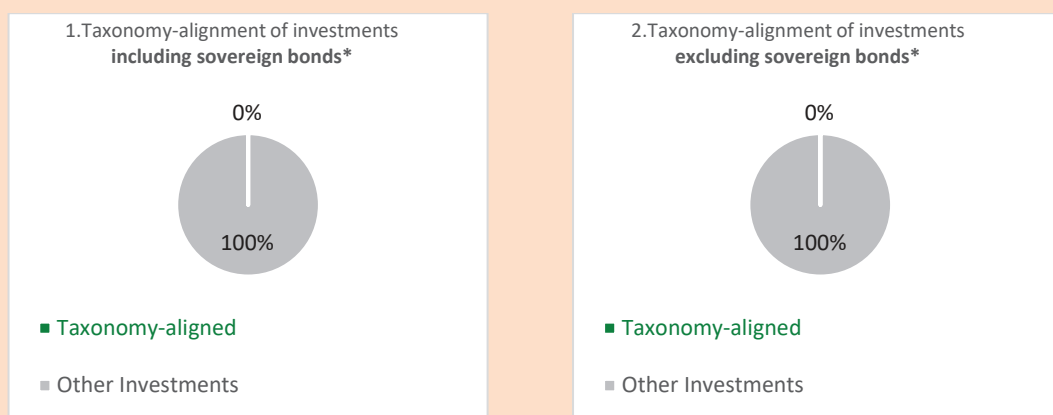 1.Taxonomy-alignment of investments
including sovereign bonds*
0%
100%
Taxonomy-aligned
Other Investments
2.Taxonomy-alignment of investments
excluding sovereign bonds*
0%
100%
Taxonomy-aligned
Other Investments